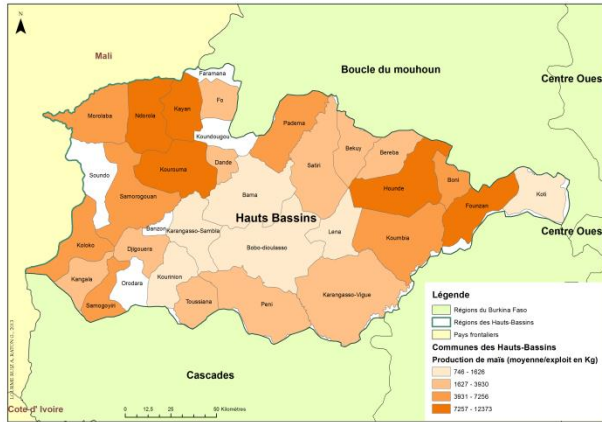 N
Mali
Faramana
Boucle du mouhoun
Centre Oues
Morolaba
Ndorola
Kayan
Fo
Koundougou
Padema
Bekuy
Bereba
Satiri
Kourouma
Dande
Soundo
Samorogouan
Hounde
Boni
Founzan
Koti
Bama
Banzon
Karangasso-Sambla
Hauts Bassins
Lena
Koumbia
Centre Oues
Koloko
Djigouera
Bobo-dioulasso
Kangala
Orodara
Kourinion
Samogoyiri
Toussiana
Peni
Karangasso-Vigue
Cascades
Cote d' Ivoire
0 12,5 25 50 Kilomètres
Légende
Régions du Burkina Faso
Régions des Hauts-Bassins
Pays frontaliers
Communes des Hauts-Bassins
Production de maïs (moyenne/exploit en Kg)
746 - 1626
1627 - 3930
3931 - 7256
7257 - 12373